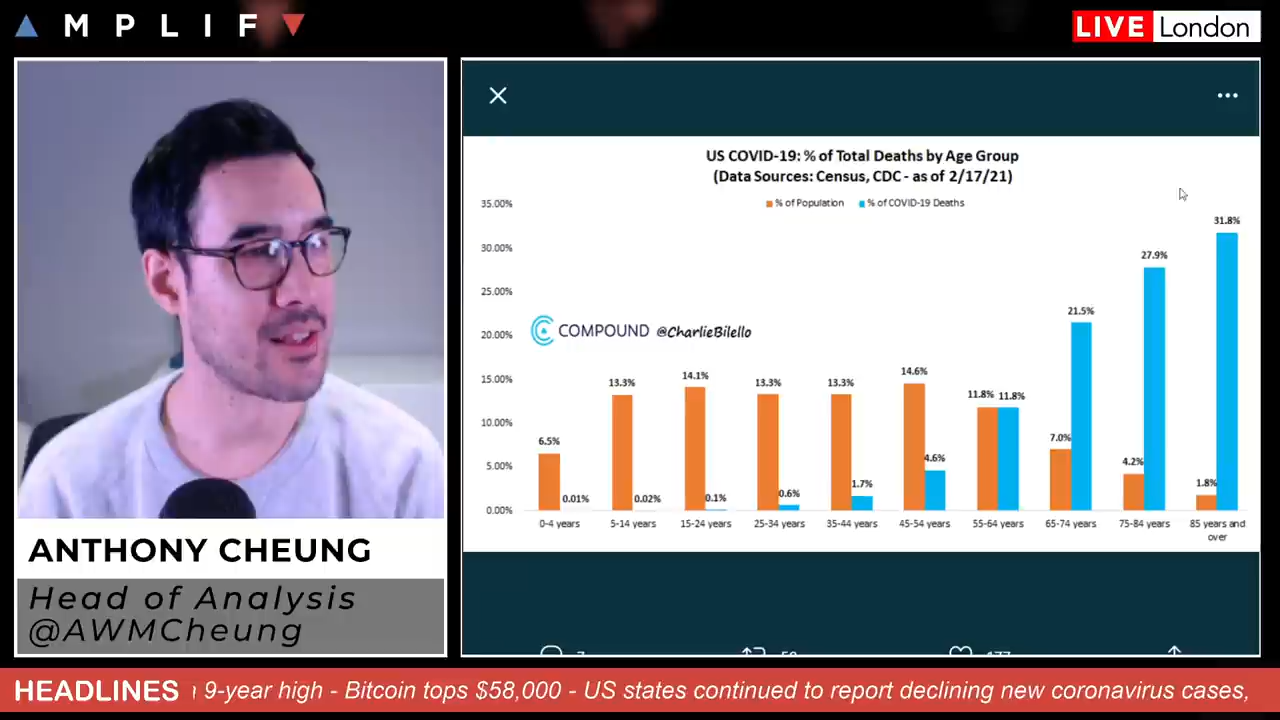 ▲ M P L I F ▼
LIVE London
US COVID-19: % of Total Deaths by Age Group
(Data Sources: Census, CDC - as of 2/17/21)
% of Population
% of COVID-19 Deaths
35.00%
30.00%
25.00%
20.00%
15.00%
10.00%
5.00%
0.00%
COMPOUND @CharlieBilello
6.5% 0.01%
13.3% 0.02%
14.1% 0.1%
13.3% 0.6%
13.3% 1.7%
14.6% 4.6%
11.8% 11.8%
7.0% 21.5%
4.2% 27.9%
1.8% 31.8%
0-4 years
5-14 years
15-24 years
25-34 years
35-44 years
45-54 years
55-64 years
65-74 years
75-84 years
85 years and
over
ANTHONY CHEUNG
Head of Analysis
@AWMCheung
HEADLINES 9-year high - Bitcoin tops $58,000 - US states continued to report declining new coronavirus cases,